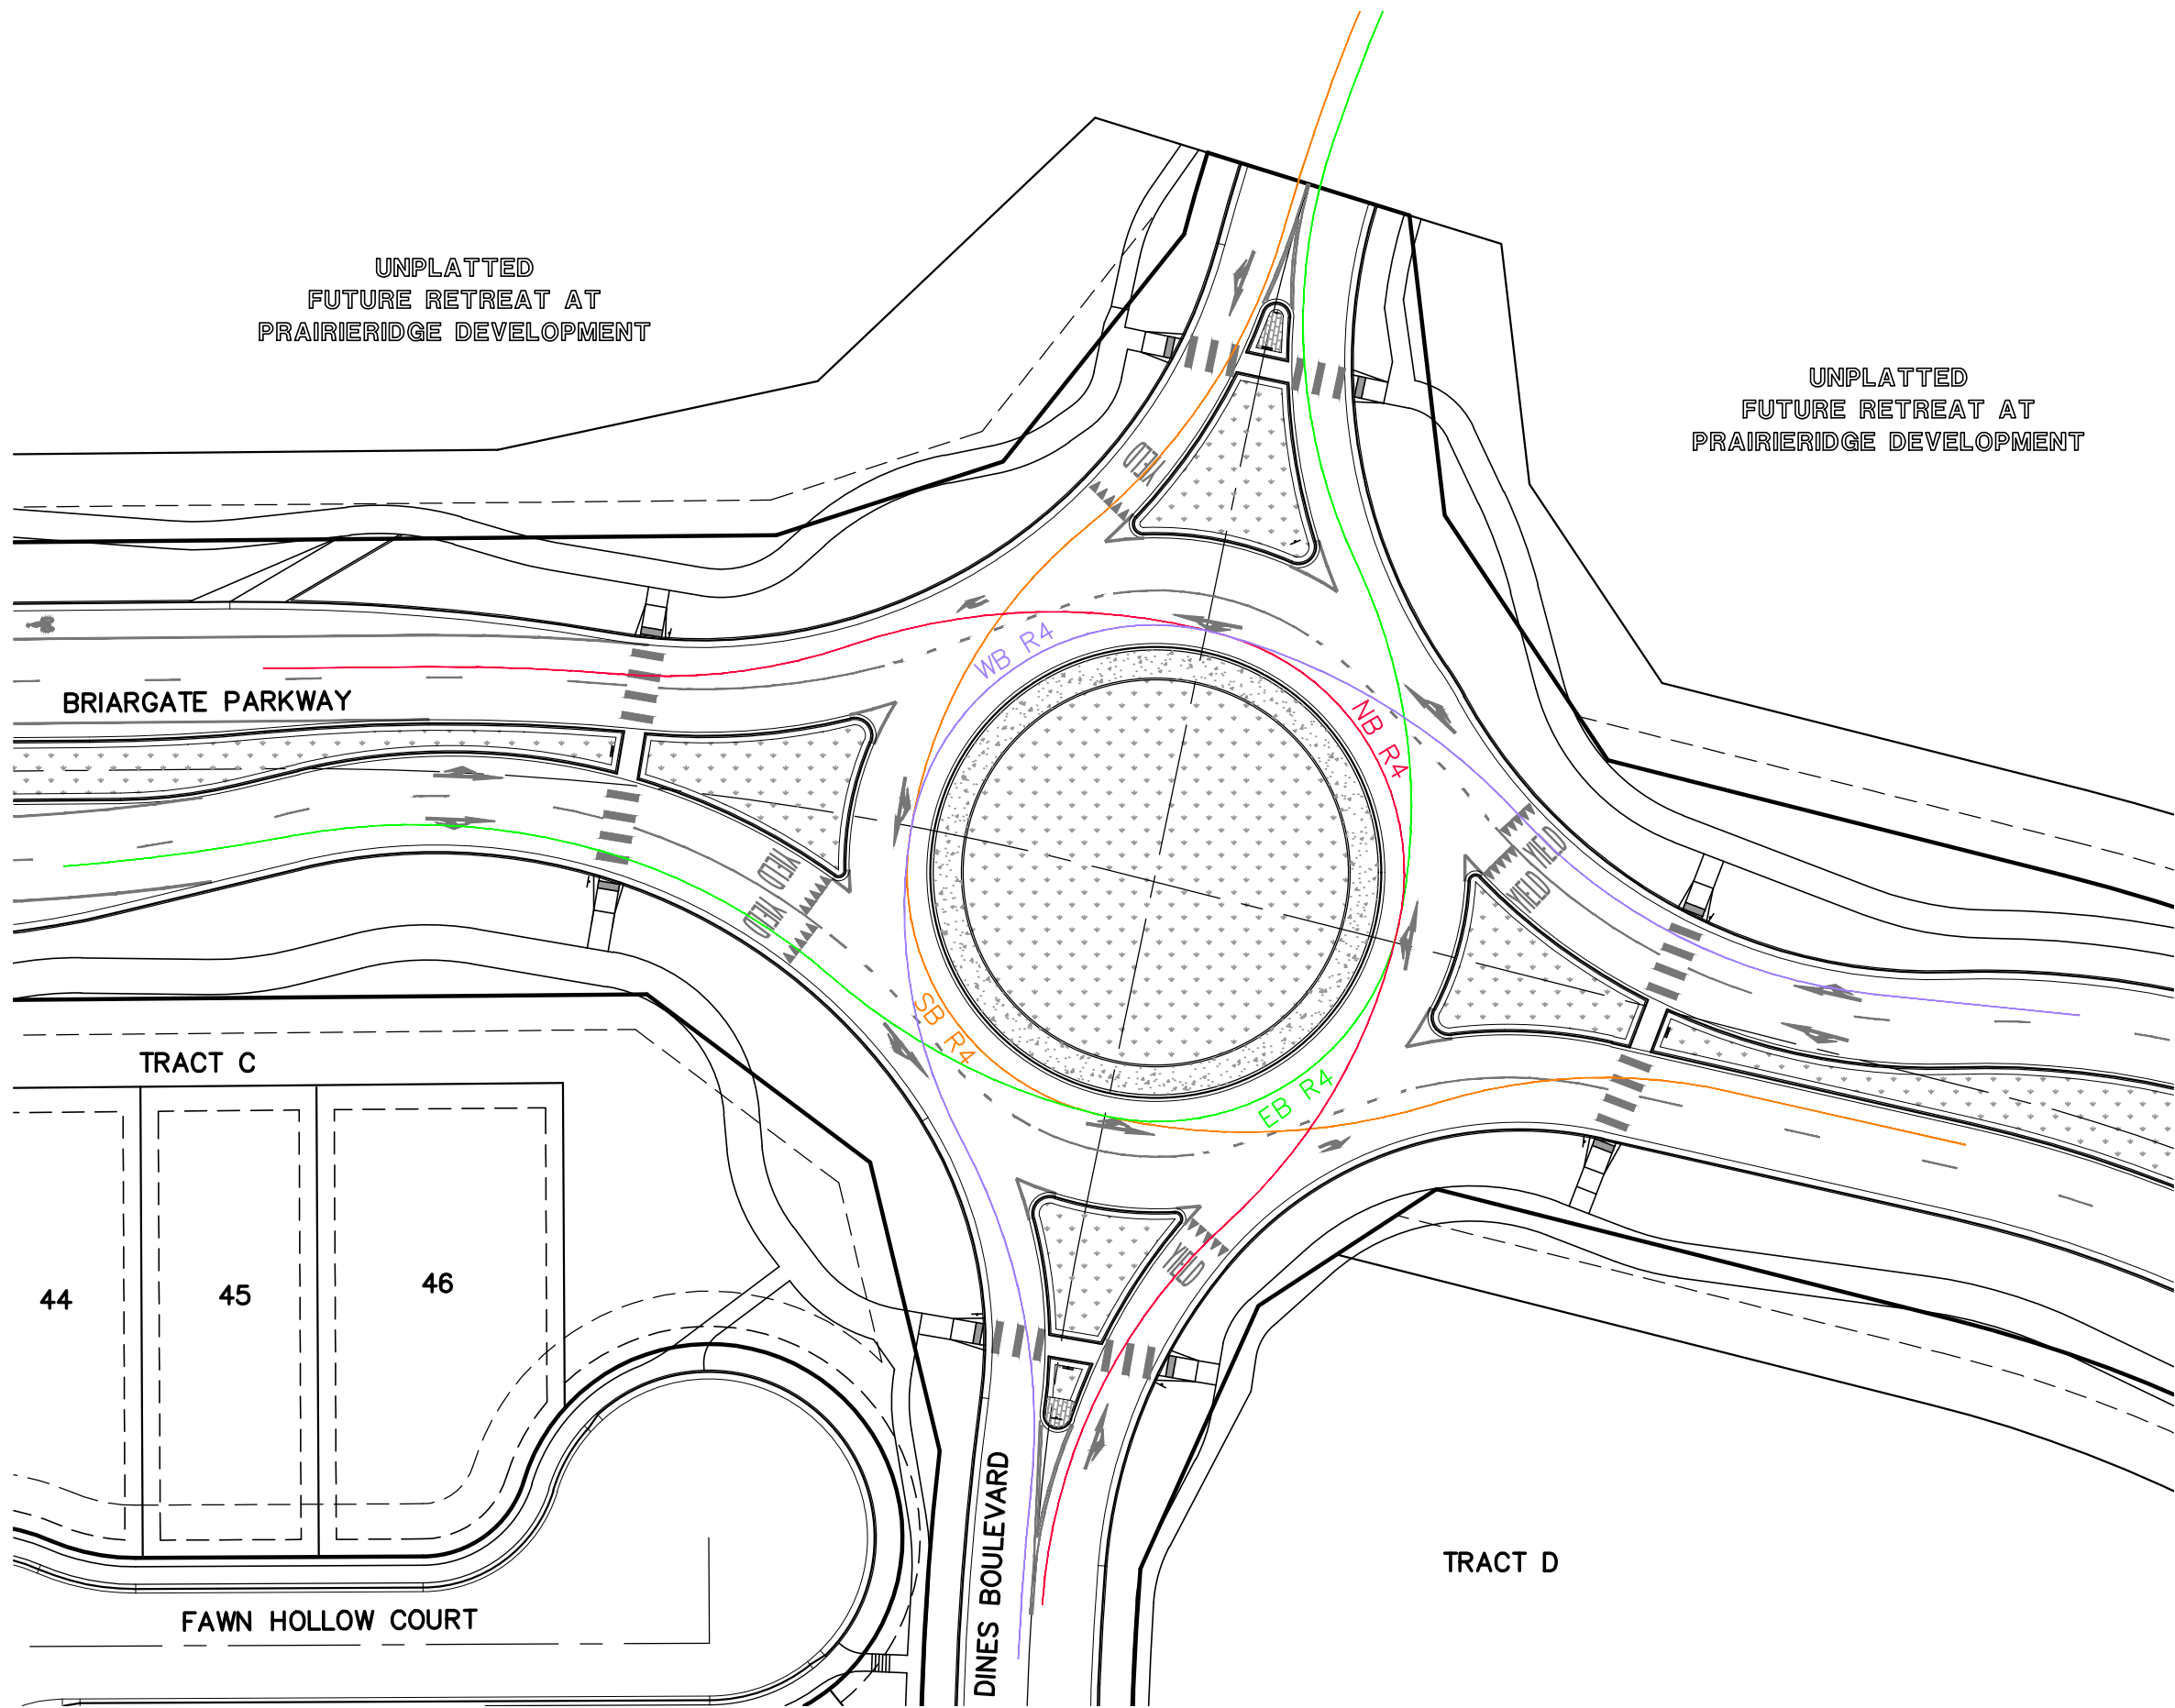 UNPLATTED
FUTURE RETREAT AT
PRAIRIERIDGE DEVELOPMENT
UNPLATTED
FUTURE RETREAT AT
PRAIRIERIDGE DEVELOPMENT
YIELD
WB R4
NB R4
BRIARGATE PARKWAY
YIELD
YIELD
YIELD
YIELD
SB R4
EB R4
TRACT C
YIELD
44
45
46
DINES BOULEVARD
TRACT D
FAWN HOLLOW COURT